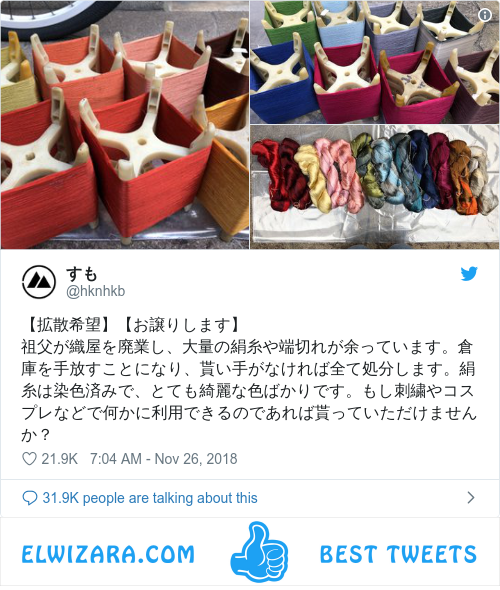 すも
@hknhkb
【拡散希望】【お譲りします】
祖父が織屋を廃業し、大量の絹糸や端切れが余っています。倉
庫を手放すことになり、貰い手がなければ全て処分します。絹
糸は染色済みで、とても綺麗な色ばかりです。もし刺繍やコス
プレなどで何かに利用できるのであれば貰っていただけません
か？
21.9K 7:04 AM - Nov 26, 2018
31.9K people are talking about this
ELWIZARA.COM BEST TWEETS